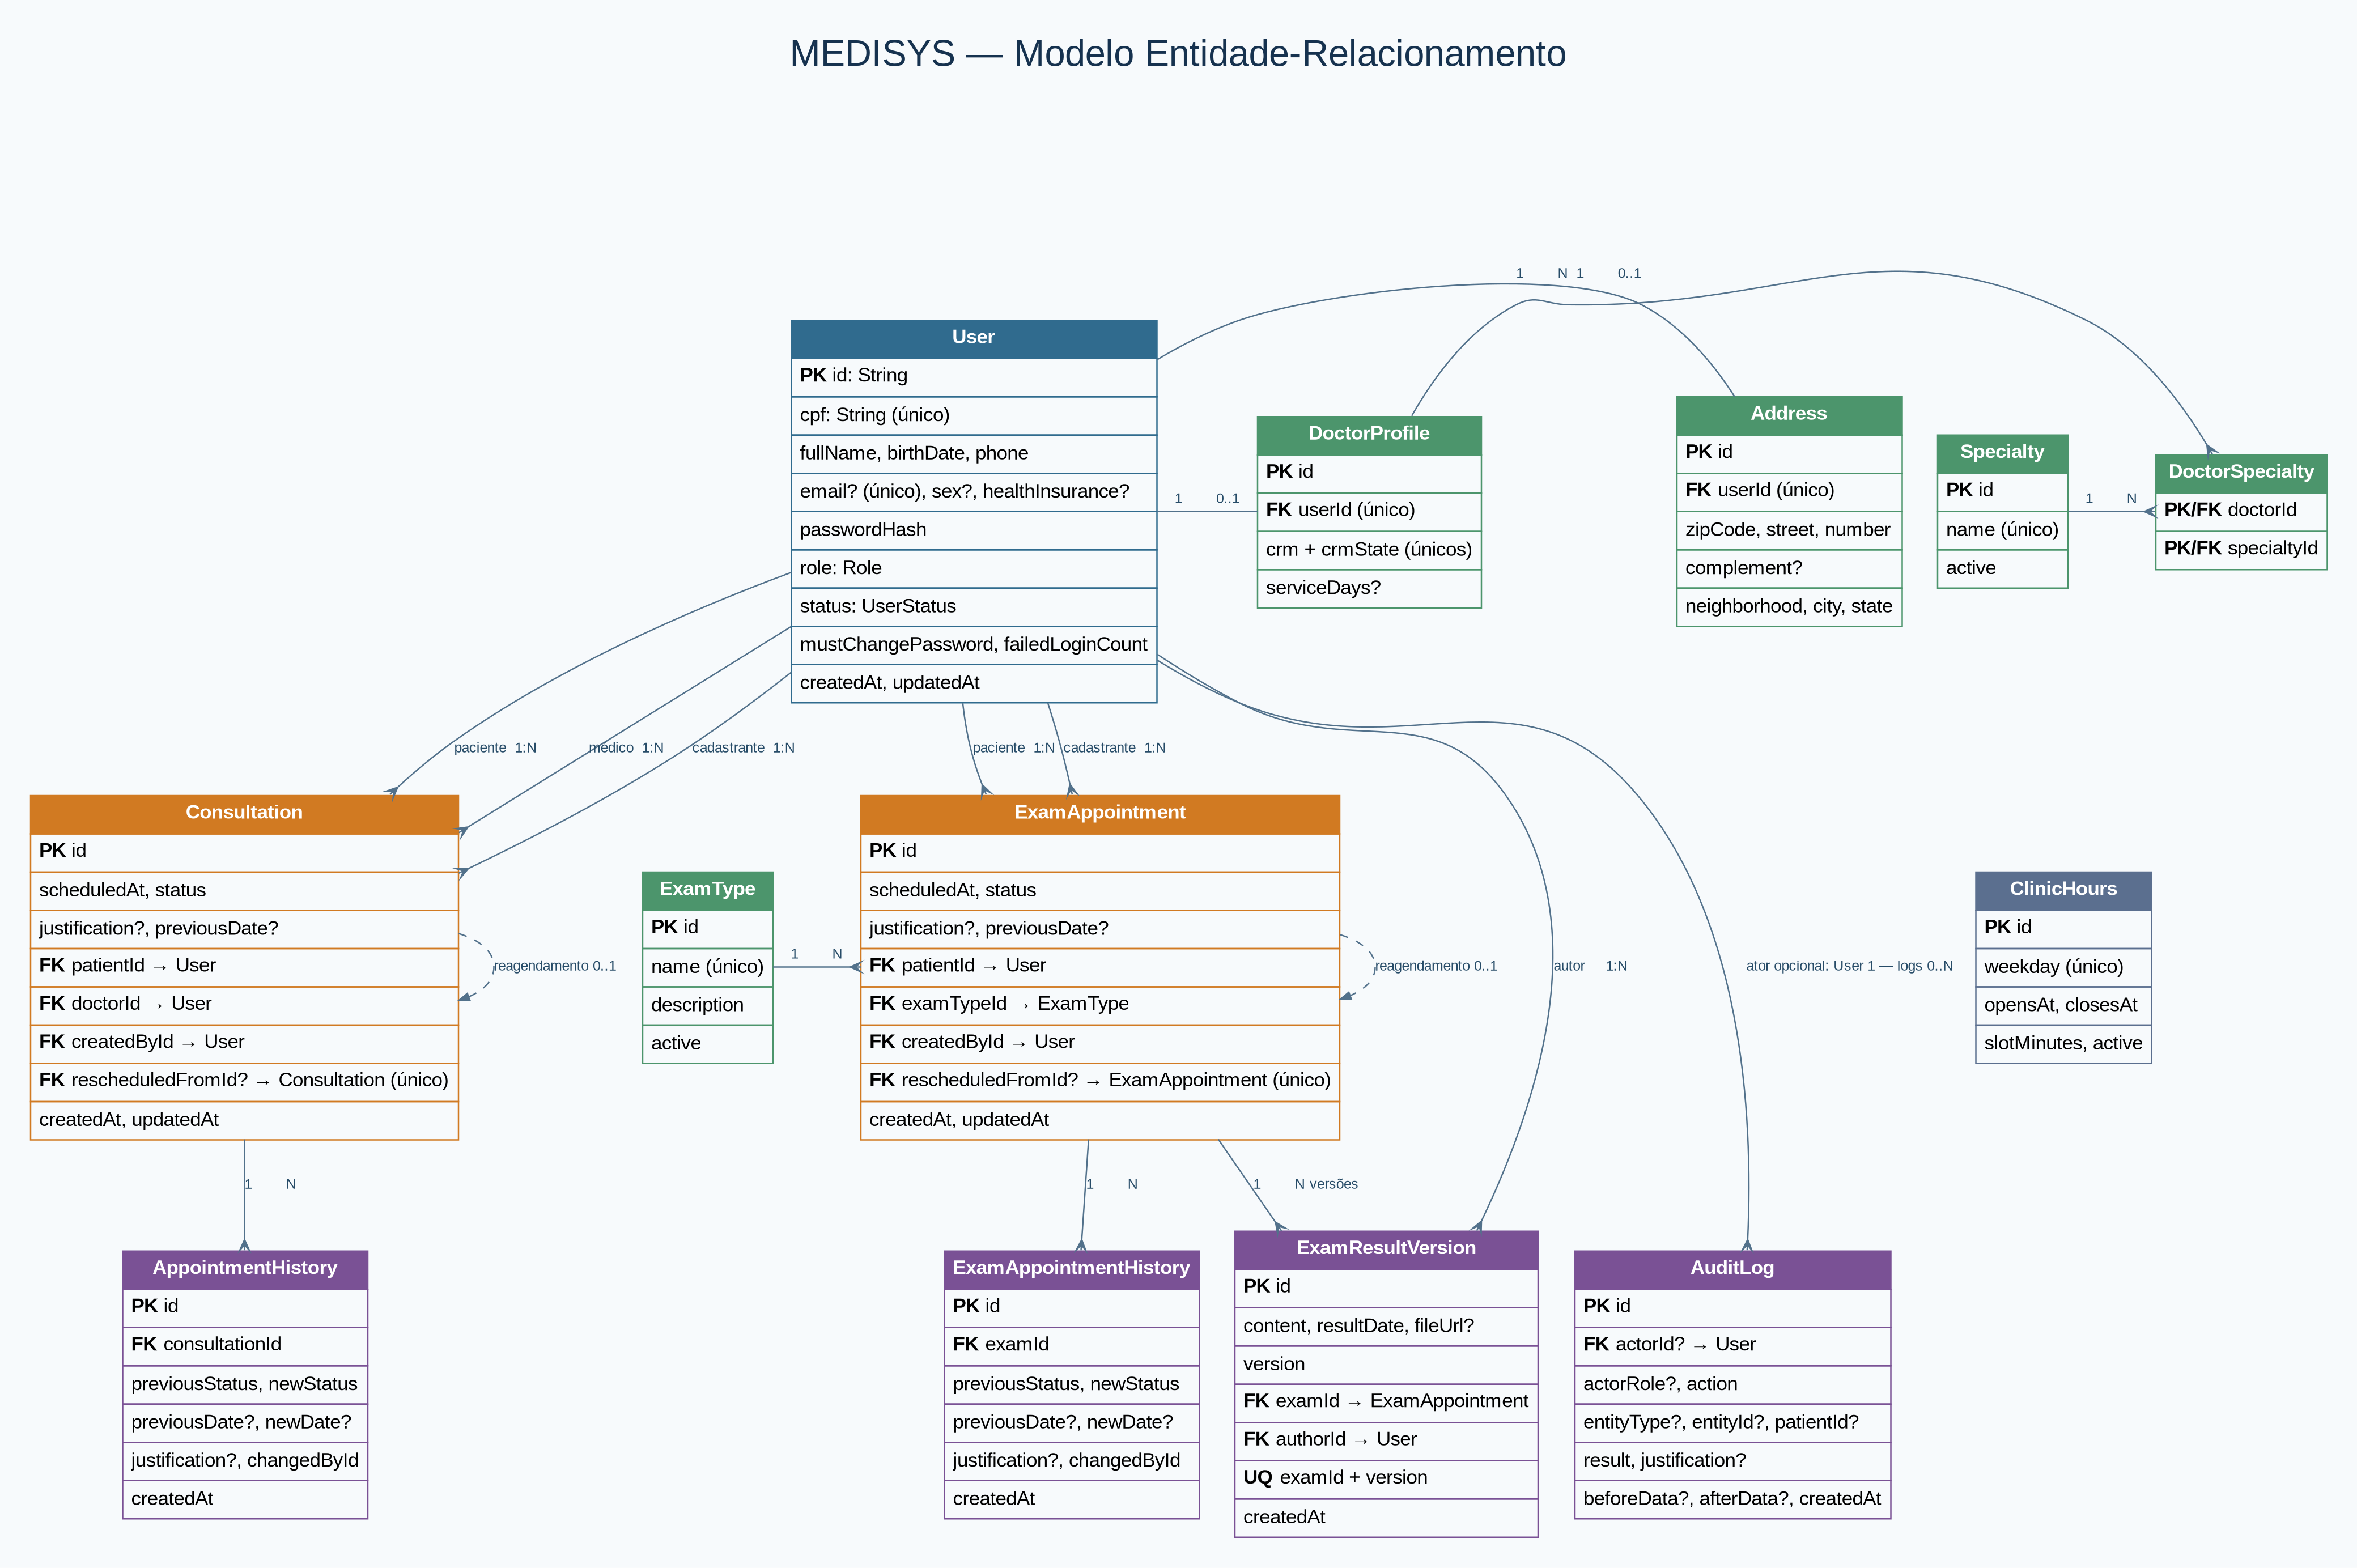 MEDISYS — Modelo Entidade-Relacionamento
1 N 1 0..1
User
PK id: String
cpf: String (único)
fullName, birthDate, phone
email? (único), sex?, healthInsurance?
passwordHash
role: Role
status: UserStatus
mustChangePassword, failedLoginCount
createdAt, updatedAt
1 0..1
DoctorProfile
PK id
FK userId (único)
crm + crmState (únicos)
serviceDays?
Address
PK id
FK userId (único)
zipCode, street, number
complement?
neighborhood, city, state
Specialty
PK id
name (único)
active
1 N
DoctorSpecialty
PK/FK doctorId
PK/FK specialtyId
paciente 1:N
médico 1:N
cadastrante 1:N
paciente 1:N
cadastrante 1:N
Consultation
PK id
scheduledAt, status
justification?, previousDate?
FK patientId → User
FK doctorId → User
FK createdById → User
FK rescheduledFromId? → Consultation (único)
createdAt, updatedAt
reagendamento 0..1
ExamType
PK id
name (único)
description
active
1 N
ExamAppointment
PK id
scheduledAt, status
justification?, previousDate?
FK patientId → User
FK examTypeId → ExamType
FK createdById → User
FK rescheduledFromId? → ExamAppointment (único)
createdAt, updatedAt
reagendamento 0..1
autor 1:N
ator opcional: User 1 — logs 0..N
ClinicHours
PK id
weekday (único)
opensAt, closesAt
slotMinutes, active
1 N
1 N
1 N versões
AppointmentHistory
PK id
FK consultationId
previousStatus, newStatus
previousDate?, newDate?
justification?, changedById
createdAt
ExamAppointmentHistory
PK id
FK examId
previousStatus, newStatus
previousDate?, newDate?
justification?, changedById
createdAt
ExamResultVersion
PK id
content, resultDate, fileUrl?
version
FK examId → ExamAppointment
FK authorId → User
UQ examId + version
createdAt
AuditLog
PK id
FK actorId? → User
actorRole?, action
entityType?, entityId?, patientId?
result, justification?
beforeData?, afterData?, createdAt